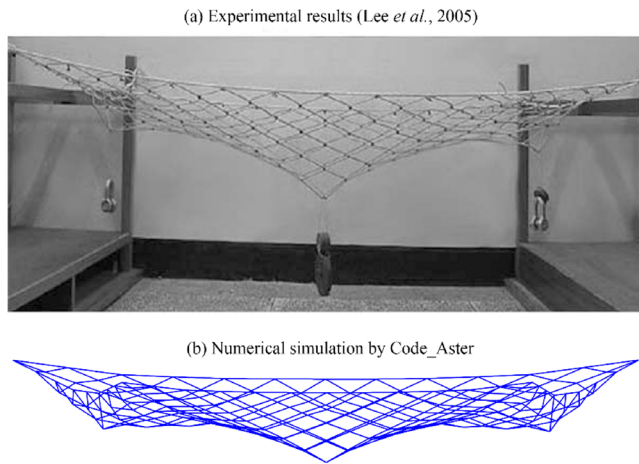 (a) Experimental results (Lee et al., 2005)
(b) Numerical simulation by Code_Aster